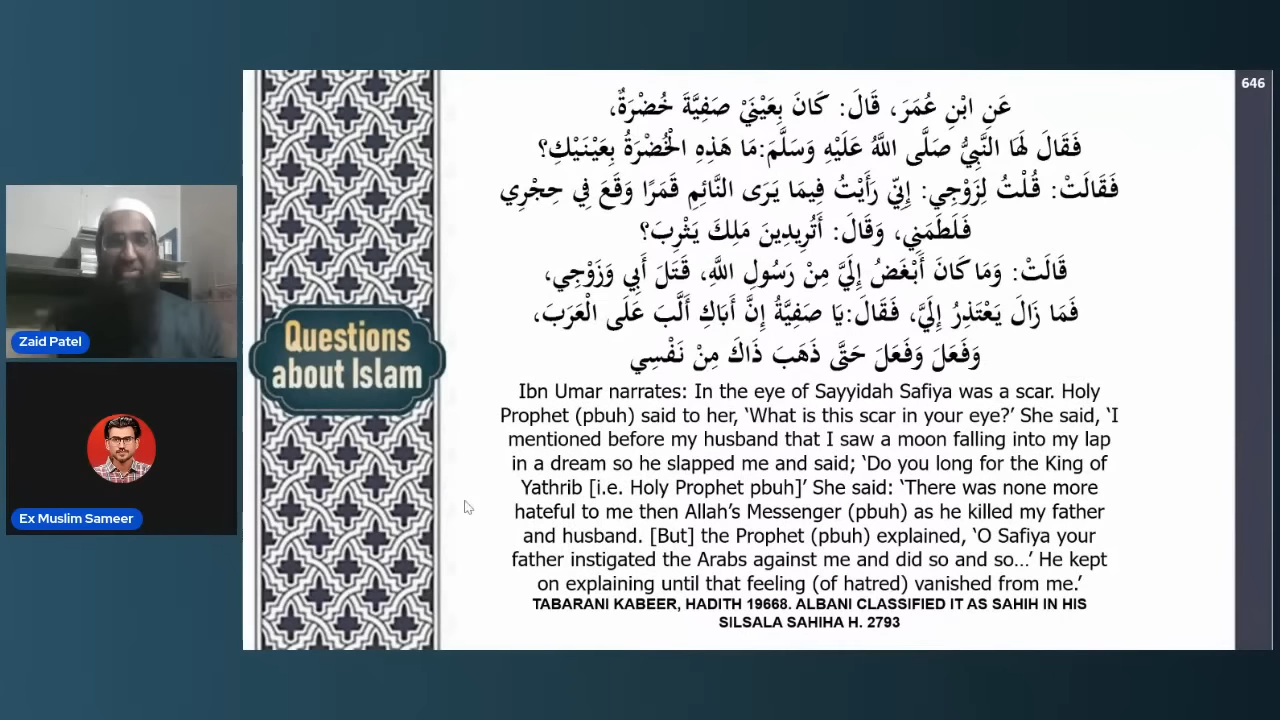 646
عَنِ ابْنِ عُمَرَ، قَالَ: كَانَ بِعَيْنَيْ صَفِيَّةَ خُضْرَةٌ،
فَقَالَ لَهَا النَّبِيُّ صَلَّى اللَّهُ عَلَيْهِ وَسَلَّمَ:مَا هَذِهِ الْخُضْرَةُ بِعَيْنَيْكِ؟
فَقَالَتْ: قُلْتُ لِزَوْجِي: إِنِّي رَأَيْتُ فِيمَا يَرَى النَّائِمِ قَمَرًا وَقَعَ فِي حِجْرِي
فَلَطَمَنِي، وَقَالَ: أَتُرِيدِينَ مَلِكَ يَثْرِبَ؟
قَالَتْ: وَمَا كَانَ أَبْغَضُ إِلَيَّ مِنْ رَسُولِ اللَّهِ، قَتَلَ أَبِي وَزَوْجِي،
فَمَا زَالَ يَعْتَذِرُ إِلَيَّ، فَقَالَ:يَا صَفِيَّةُ إِنَّ أَبَاكِ أَلَّبَ عَلَى الْعَرَبَ،
وَفَعَلَ وَفَعَلَ حَتَّى ذَهَبَ ذَاكَ مِنْ نَفْسِي
Ibn Umar narrates: In the eye of Sayyidah Safiya was a scar. Holy
Prophet (pbuh) said to her, ‘What is this scar in your eye?’ She said, ‘I
mentioned before my husband that I saw a moon falling into my lap
in a dream so he slapped me and said; ‘Do you long for the King of
Yathrib [i.e. Holy Prophet pbuh]’ She said: ‘There was none more
hateful to me then Allah’s Messenger (pbuh) as he killed my father
and husband. [But] the Prophet (pbuh) explained, ‘O Safiya your
father instigated the Arabs against me and did so and so…’ He kept
on explaining until that feeling (of hatred) vanished from me.’
TABARANI KABEER, HADITH 19668. ALBANI CLASSIFIED IT AS SAHIH IN HIS
SILSALA SAHIHA H. 2793
Questions
about Islam
Zaid Patel
Ex Muslim Sameer